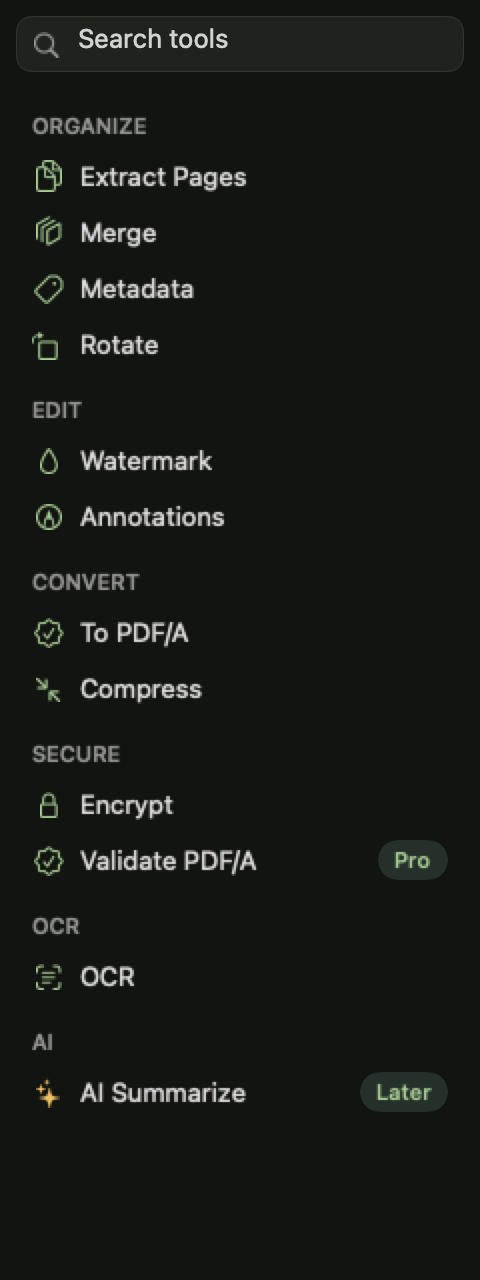 Search tools
ORGANIZE
Extract Pages
Merge
Metadata
Rotate
EDIT
Watermark
Annotations
CONVERT
To PDF/A
Compress
SECURE
Encrypt
Validate PDF/A Pro
OCR
OCR
AI
AI Summarize Later